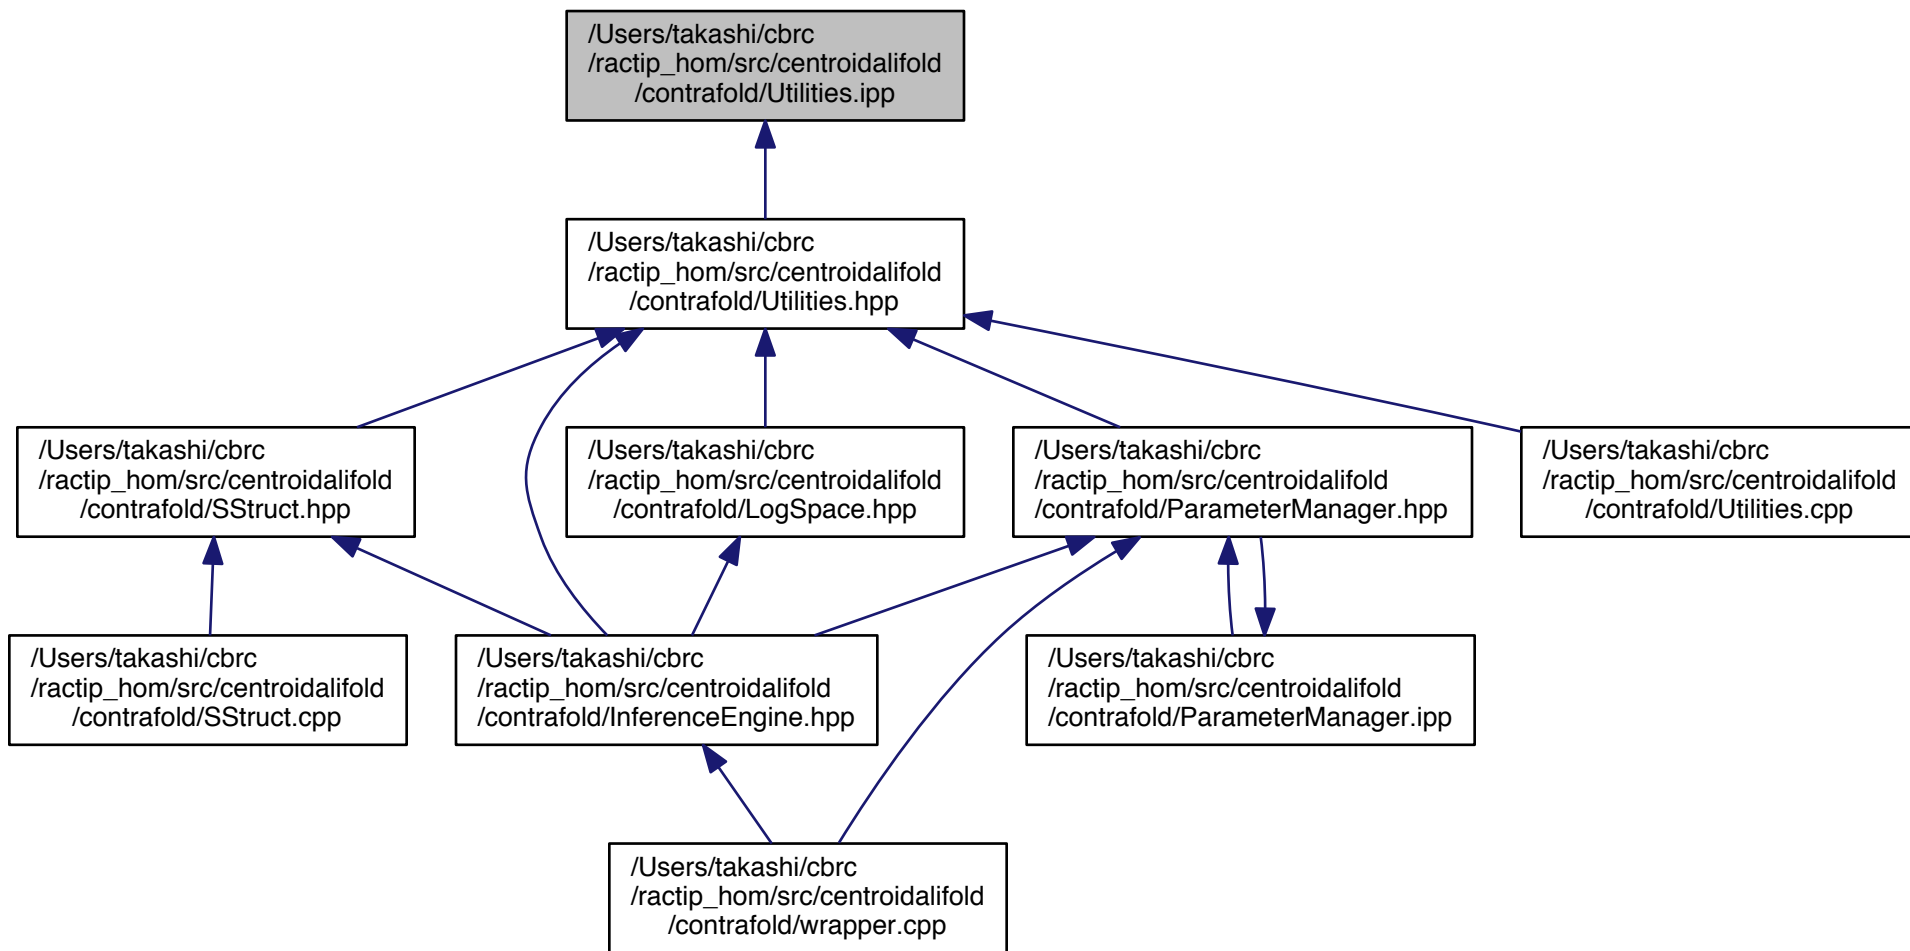 /Users/takashi/cbrc
/ractip_hom/src/centroidalifold
/contrafold/Utilities.ipp
/Users/takashi/cbrc
/ractip_hom/src/centroidalifold
/contrafold/Utilities.hpp
/Users/takashi/cbrc
/ractip_hom/src/centroidalifold
/contrafold/SStruct.hpp
/Users/takashi/cbrc
/ractip_hom/src/centroidalifold
/contrafold/LogSpace.hpp
/Users/takashi/cbrc
/ractip_hom/src/centroidalifold
/contrafold/ParameterManager.hpp
/Users/takashi/cbrc
/ractip_hom/src/centroidalifold
/contrafold/Utilities.cpp
/Users/takashi/cbrc
/ractip_hom/src/centroidalifold
/contrafold/SStruct.cpp
/Users/takashi/cbrc
/ractip_hom/src/centroidalifold
/contrafold/InferenceEngine.hpp
/Users/takashi/cbrc
/ractip_hom/src/centroidalifold
/contrafold/ParameterManager.ipp
/Users/takashi/cbrc
/ractip_hom/src/centroidalifold
/contrafold/wrapper.cpp